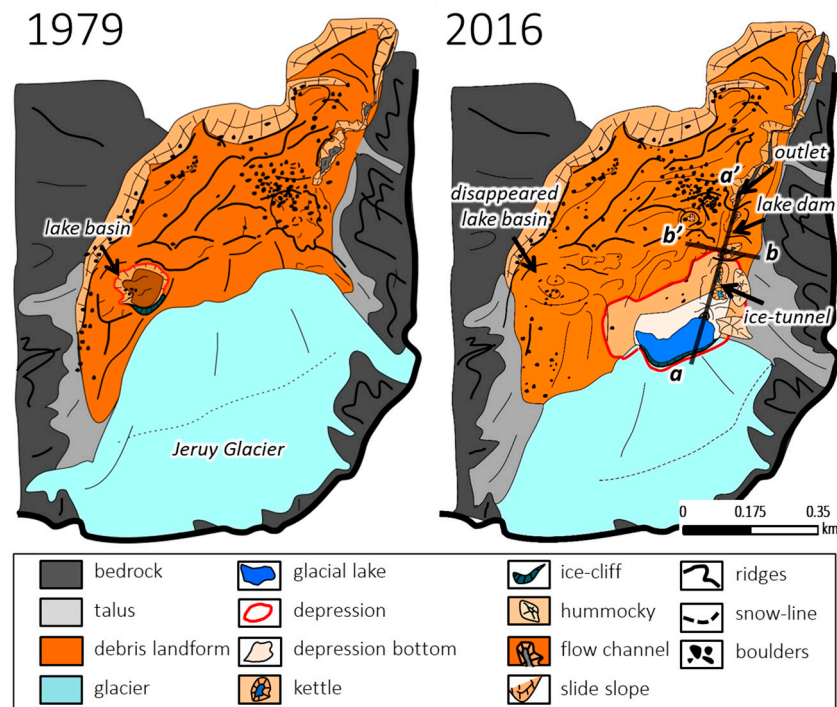 1979
2016
outlet
a'
disappeared
lake basin
lake dam
lake basin
b'
b
ice-tunnel
a
Jeruy Glacier
0 0.175 0.35
km
bedrock
glacial lake
ice-cliff
ridges
talus
depression
hummocky
snow-line
debris landform
depression bottom
flow channel
boulders
glacier
kettle
slide slope